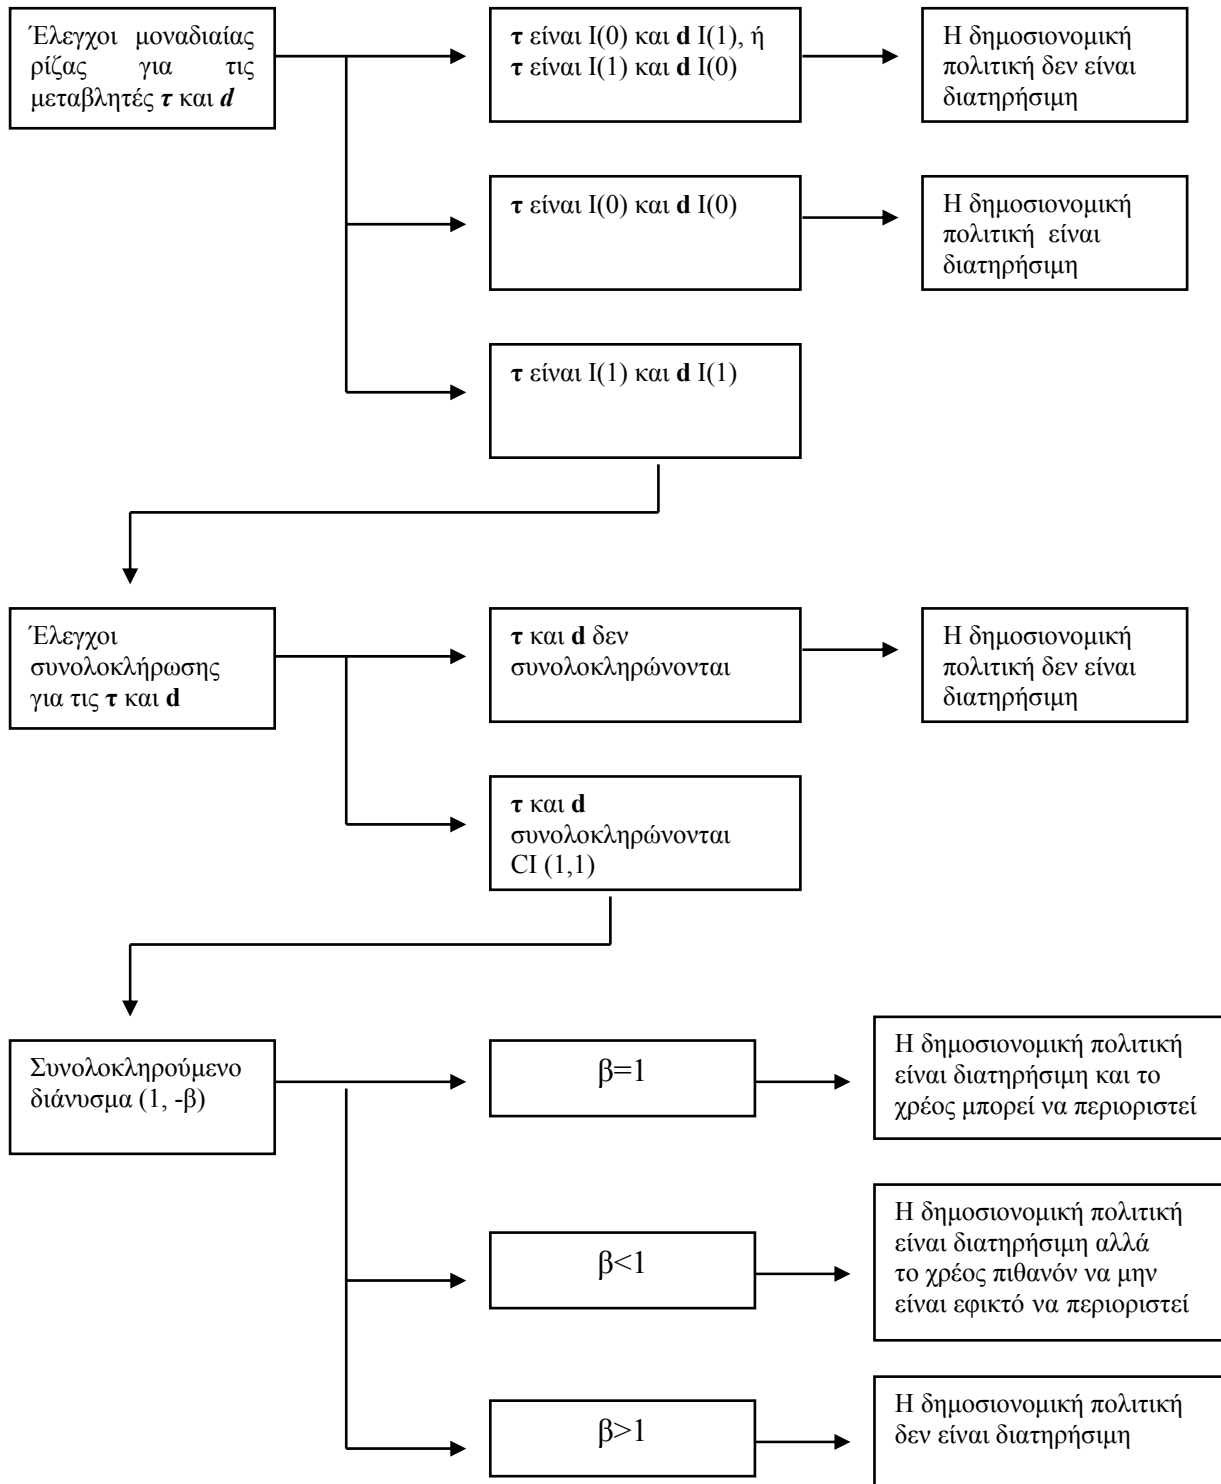 Έλεγχοι μοναδιαίας
ρίζας για τις
μεταβλητές τ και d
τ είναι I(0) και d I(1), ή
τ είναι I(1) και d I(0)
Η δημοσιονομική
πολιτική δεν είναι
διατηρήσιμη
τ είναι I(0) και d I(0)
Η δημοσιονομική
πολιτική είναι
διατηρήσιμη
τ είναι I(1) και d I(1)
Έλεγχοι
συνολοκλήρωσης
για τις τ και d
τ και d δεν
συνολοκληρώνονται
Η δημοσιονομική
πολιτική δεν είναι
διατηρήσιμη
τ και d
συνολοκληρώνονται
CI (1,1)
Συνολοκληρούμενο
διάνυσμα (1, -β)
β=1
Η δημοσιονομική πολιτική
είναι διατηρήσιμη και το
χρέος μπορεί να περιοριστεί
β<1
Η δημοσιονομική πολιτική
είναι διατηρήσιμη αλλά
το χρέος πιθανόν να μην
είναι εφικτό να περιοριστεί
β>1
Η δημοσιονομική πολιτική
δεν είναι διατηρήσιμη